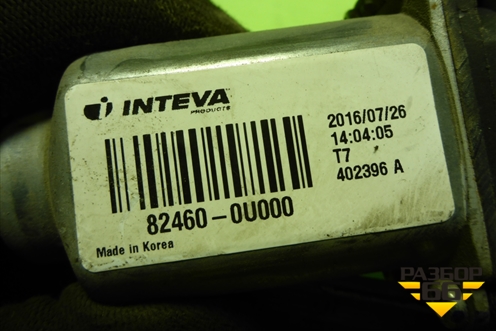 INTEVA
PRODUCTS
2016/07/26
14:04:05
T7
402396 A
82460-0U000
Made in Korea
РАЗБОР
66